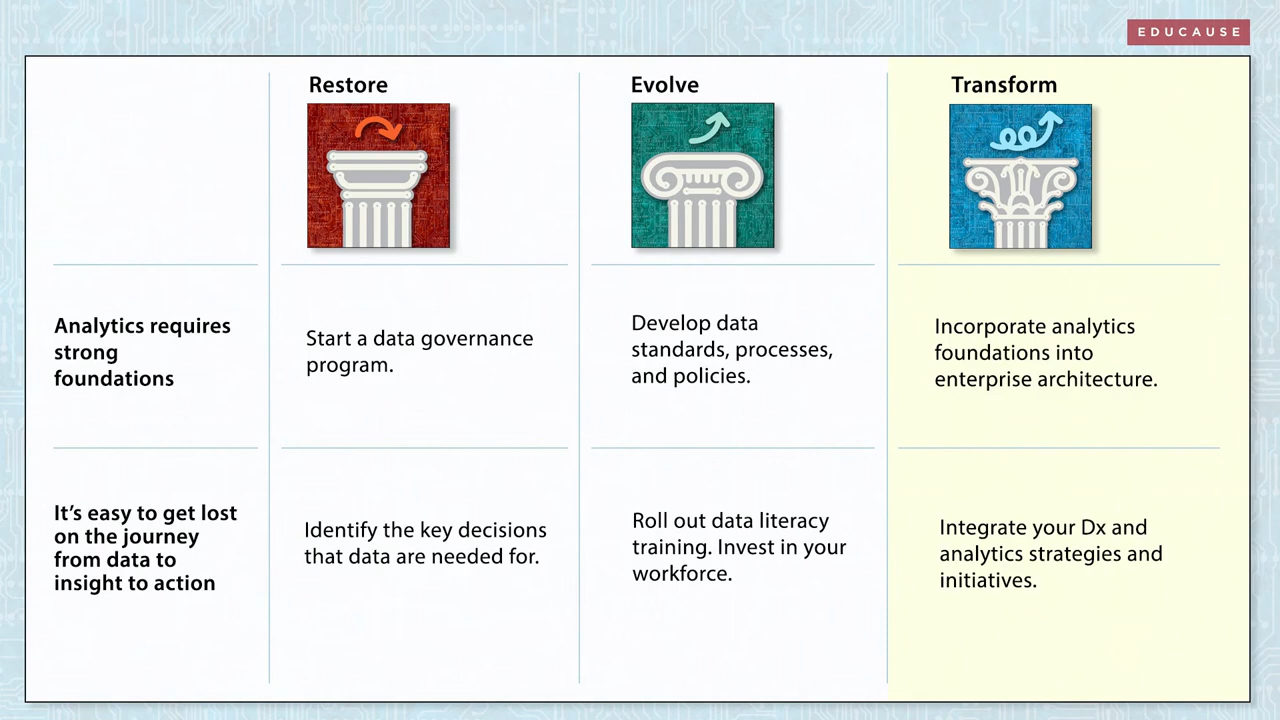 EDUCAUSE
Restore
Evolve
Transform
Analytics requires
strong
foundations
Start a data governance
program.
Develop data
standards, processes,
and policies.
Incorporate analytics
foundations into
enterprise architecture.
It’s easy to get lost
on the journey
from data to
insight to action
Identify the key decisions
that data are needed for.
Roll out data literacy
training. Invest in your
workforce.
Integrate your Dx and
analytics strategies and
initiatives.